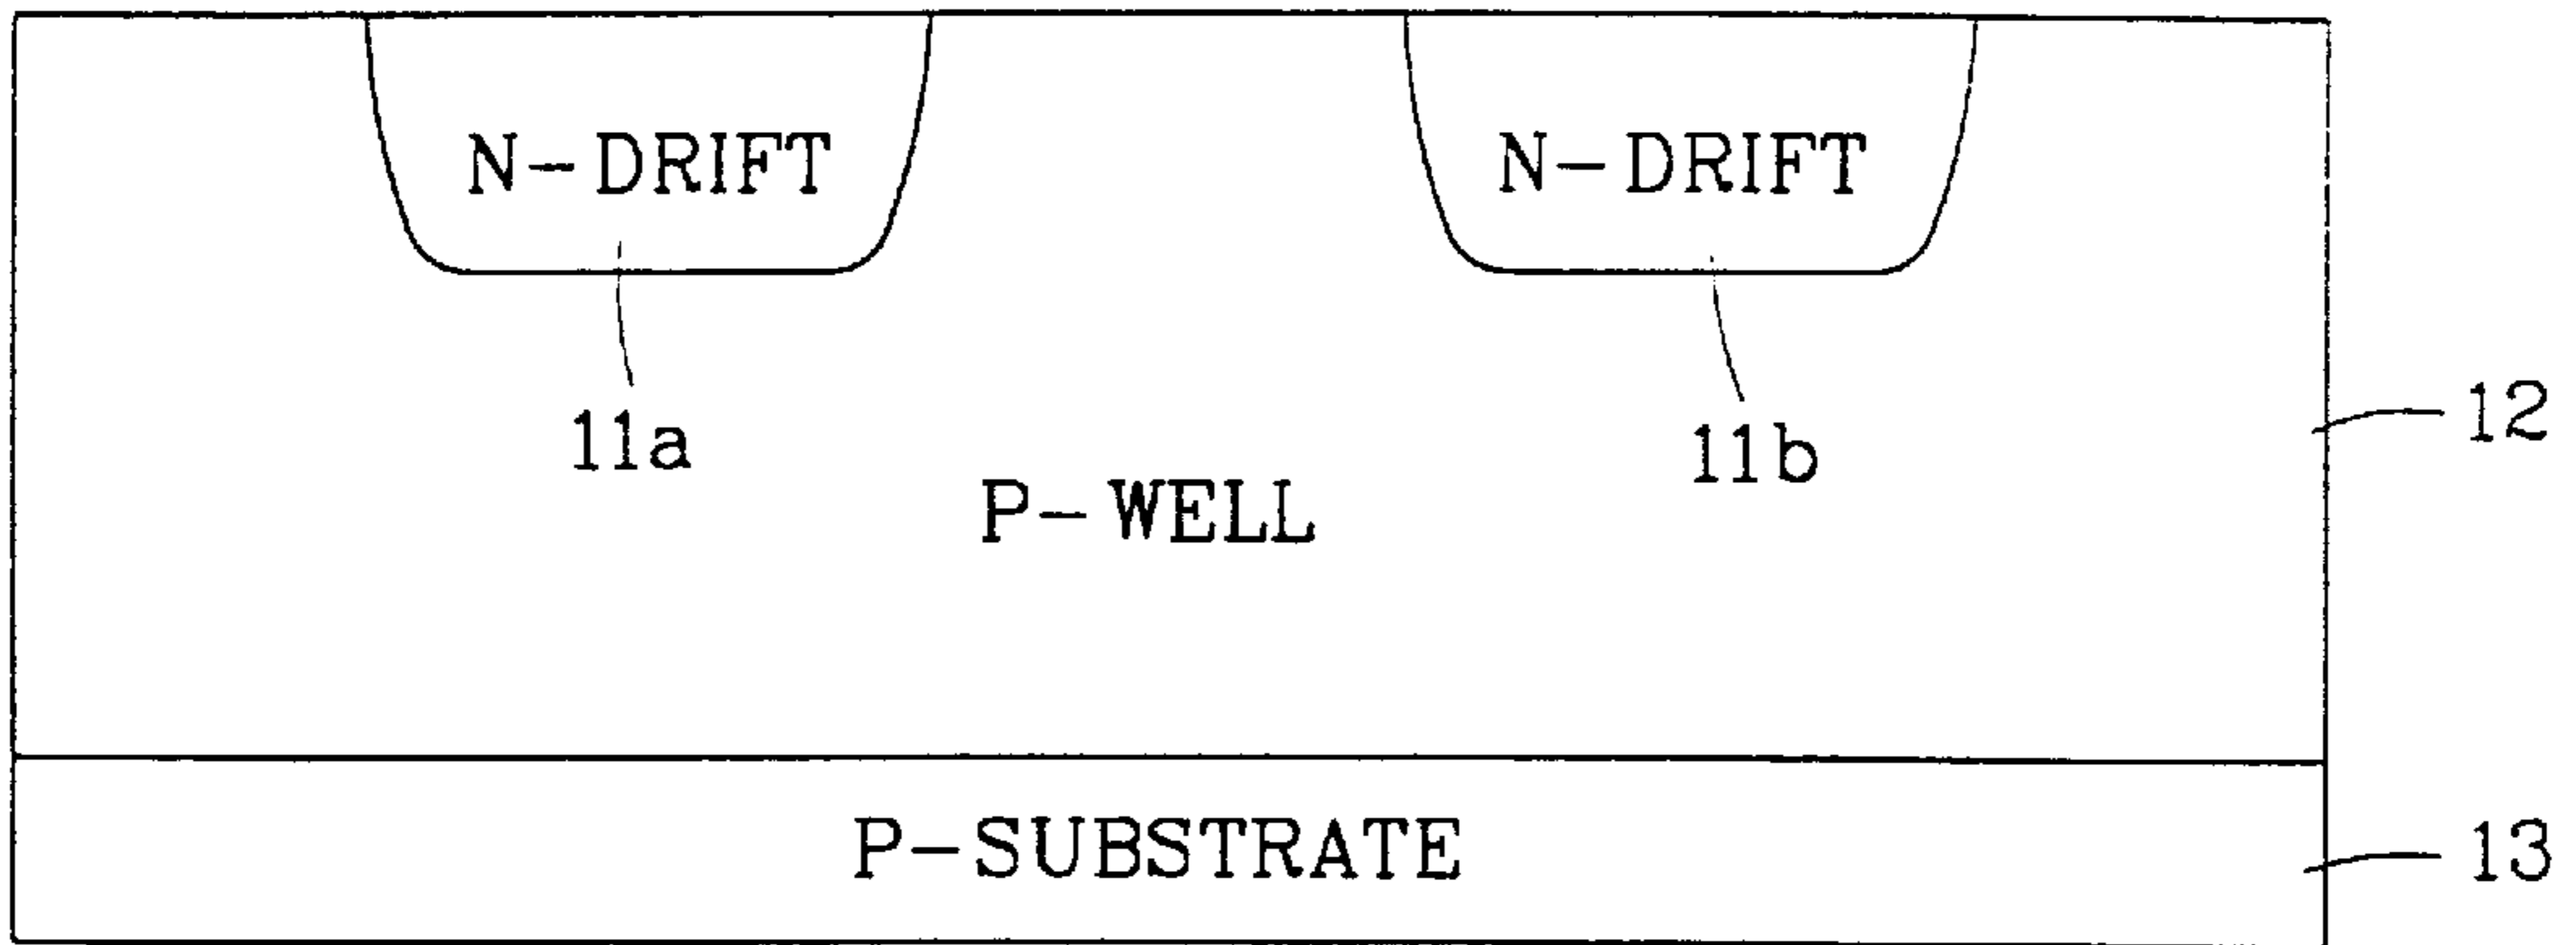 N-DRIFT
N-DRIFT
11a
11b
12
P-WELL
P-SUBSTRATE
13